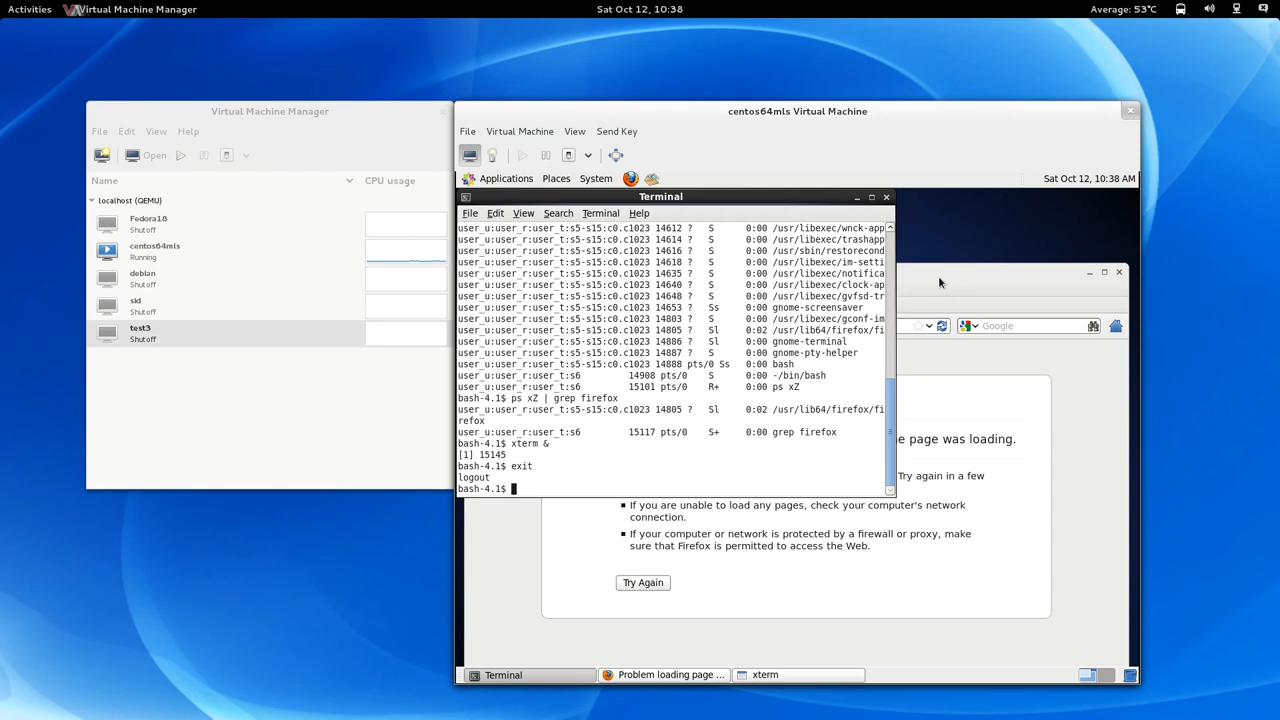 Activities
Virtual Machine Manager
Sat Oct 12, 10:38
Average: 53°C
Virtual Machine Manager
File Edit View Help
Open
Name
CPU usage
localhost (QEMU)
Fedora18
Shutoff
centos64mls
Running
debian
Shutoff
sid
Shutoff
test3
Shutoff
centos64mls Virtual Machine
File Virtual Machine View Send Key
Applications Places System
Sat Oct 12, 10:38 AM
Terminal
File Edit View Search Terminal Help
user_u:user_r:user_t:s5-s15:c0.c1023 14612 ? S 0:00 /usr/libexec/wnck-app
user_u:user_r:user_t:s5-s15:c0.c1023 14614 ? S 0:00 /usr/libexec/trashapp
user_u:user_r:user_t:s5-s15:c0.c1023 14616 ? S 0:00 /usr/sbin/restorecond
user_u:user_r:user_t:s5-s15:c0.c1023 14618 ? S 0:00 /usr/libexec/im-setti
user_u:user_r:user_t:s5-s15:c0.c1023 14635 ? S 0:00 /usr/libexec/notifica
user_u:user_r:user_t:s5-s15:c0.c1023 14640 ? S 0:00 /usr/libexec/clock-ap
user_u:user_r:user_t:s5-s15:c0.c1023 14648 ? S 0:00 /usr/libexec/gvfsd-tr
user_u:user_r:user_t:s5-s15:c0.c1023 14653 ? Ss 0:00 gnome-screensaver
user_u:user_r:user_t:s5-s15:c0.c1023 14803 ? S 0:00 /usr/libexec/gconf-im
user_u:user_r:user_t:s5-s15:c0.c1023 14805 ? Sl 0:02 /usr/lib64/firefox/fi
user_u:user_r:user_t:s5-s15:c0.c1023 14886 ? Sl 0:00 gnome-terminal
user_u:user_r:user_t:s5-s15:c0.c1023 14887 ? S 0:00 gnome-pty-helper
user_u:user_r:user_t:s5-s15:c0.c1023 14888 pts/0 Ss 0:00 bash
user_u:user_r:user_t:s6 14908 pts/0 S 0:00 -/bin/bash
user_u:user_r:user_t:s6 15101 pts/0 R+ 0:00 ps xZ
bash-4.1$ ps xZ | grep firefox
user_u:user_r:user_t:s5-s15:c0.c1023 14805 ? Sl 0:02 /usr/lib64/firefox/fi
refox
user_u:user_r:user_t:s6 15117 pts/0 S+ 0:00 grep firefox
bash-4.1$ xterm &
[1] 15145
bash-4.1$ exit
logout
bash-4.1$
Google
e page was loading.
Try again in a few
If you are unable to load any pages, check your computer's network
connection.
If your computer or network is protected by a firewall or proxy, make
sure that Firefox is permitted to access the Web.
Try Again
Terminal
Problem loading page ...
xterm